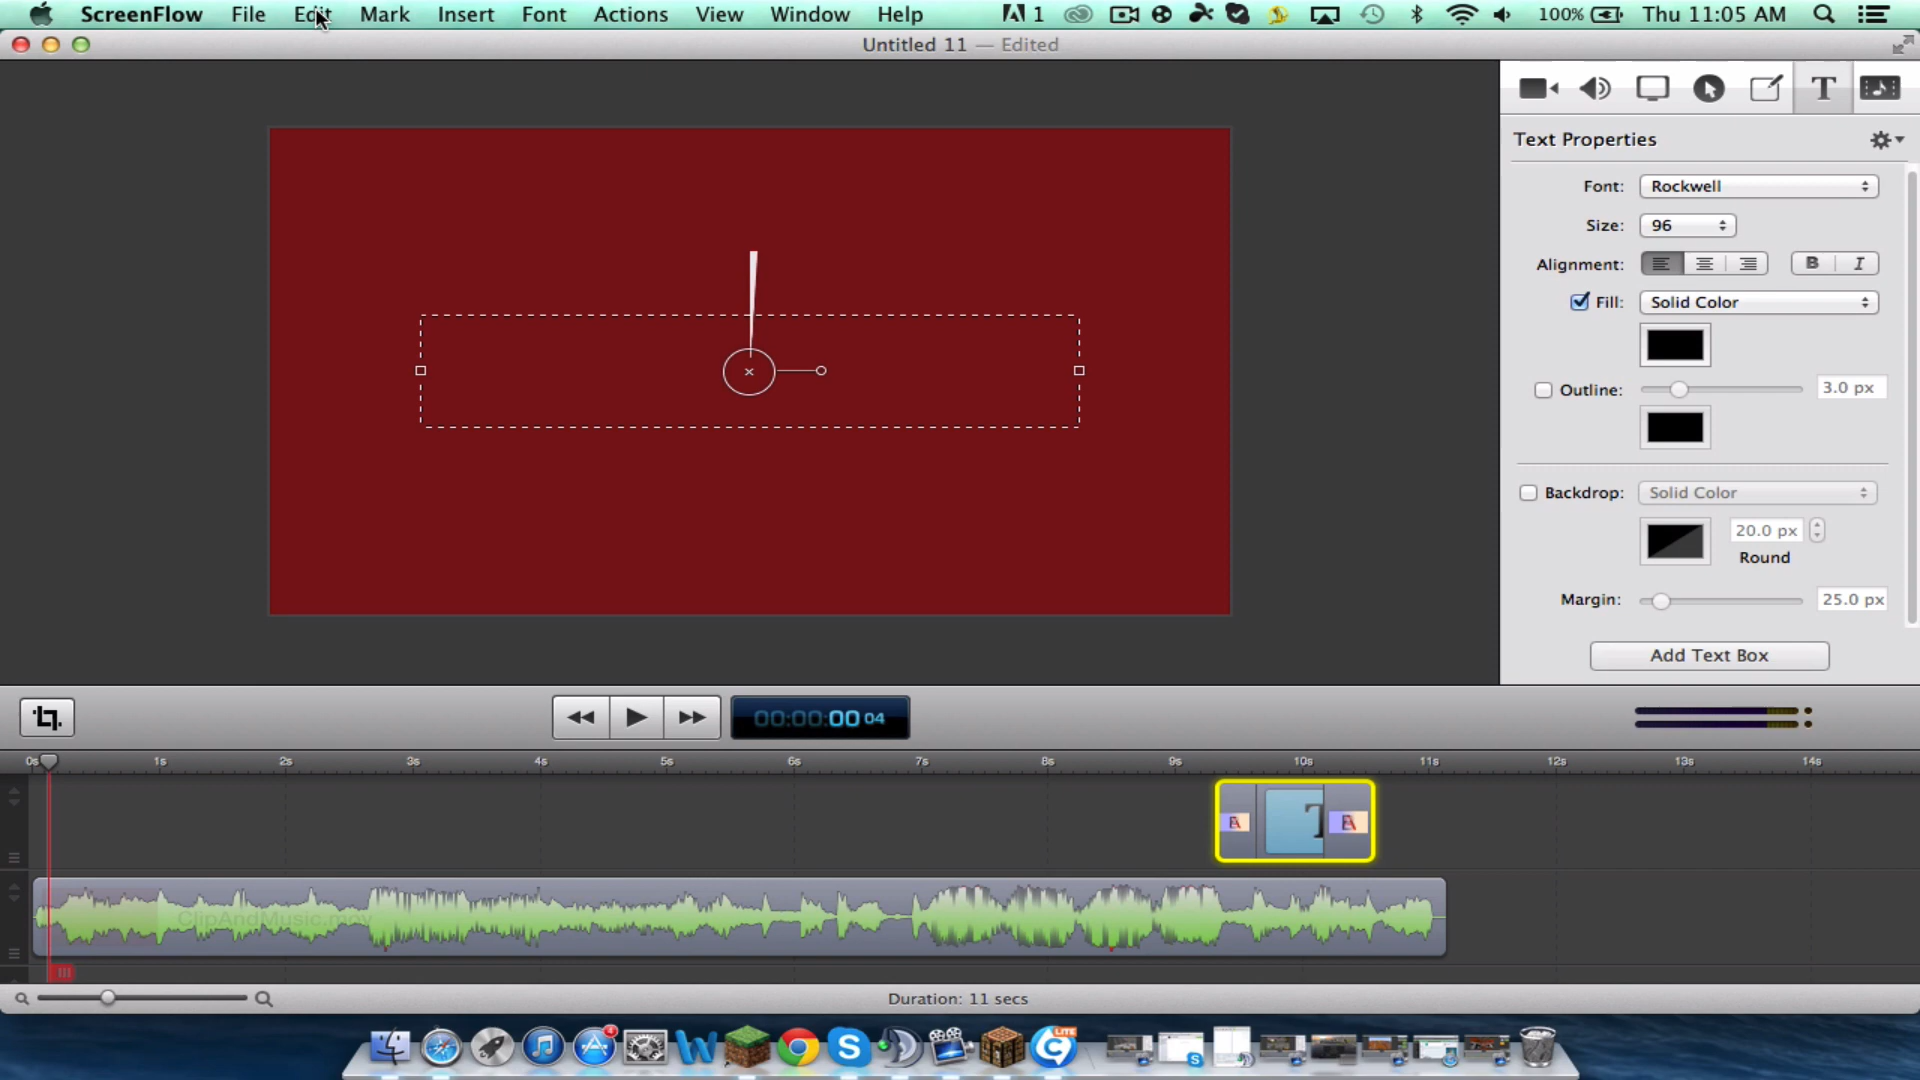 ScreenFlow File Edit Mark Insert Font Actions View Window Help 1 100% Thu 11:05 AM
Untitled 11 — Edited
T
Text Properties
Font: Rockwell
Size: 96
Alignment: B I
Fill: Solid Color
Outline: 3.0 px
Backdrop: Solid Color
20.0 px
Round
Margin: 25.0 px
Add Text Box
00:00:00 04
0s 1s 2s 3s 4s 5s 6s 7s 8s 9s 10s 11s 12s 13s 14s
A T A
ClipAndMusic.mov
Duration: 11 secs
4
LITE